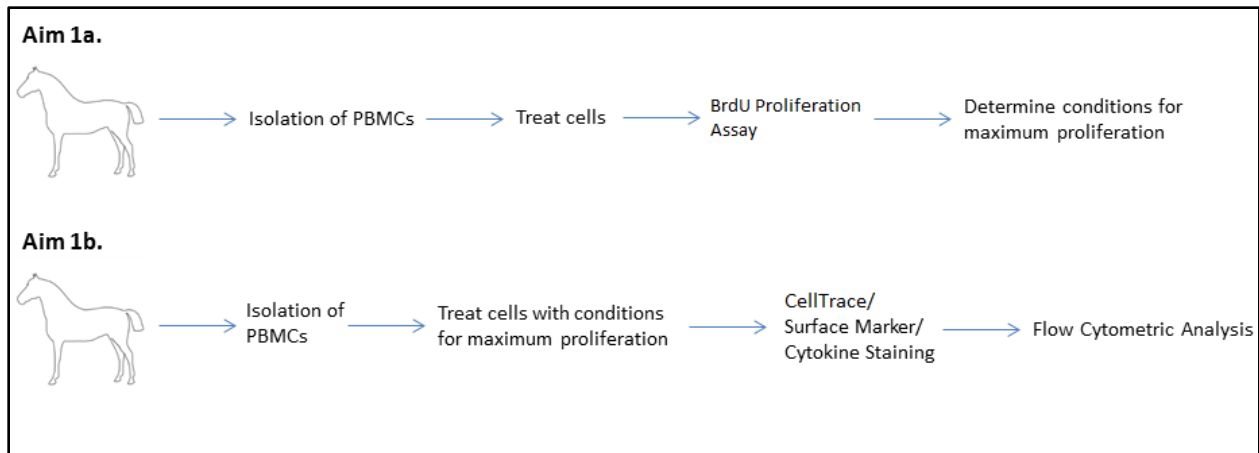 Aim 1a.
Isolation of PBMCs
Treat cells
BrdU Proliferation
Assay
Determine conditions for
maximum proliferation
Aim 1b.
Isolation of
PBMCs
Treat cells with conditions
for maximum proliferation
CellTrace/
Surface Marker/
Cytokine Staining
Flow Cytometric Analysis